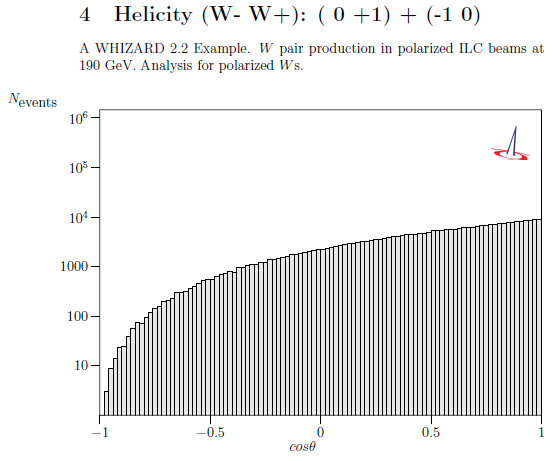 4 Helicity (W- W+): ( 0 +1) + (-1 0)
A WHIZARD 2.2 Example. W pair production in polarized ILC beams at
190 GeV. Analysis for polarized Ws.
Nevents
10⁶
10⁵
10⁴
1000
100
10
−1 −0.5 0 0.5 1
cosθ